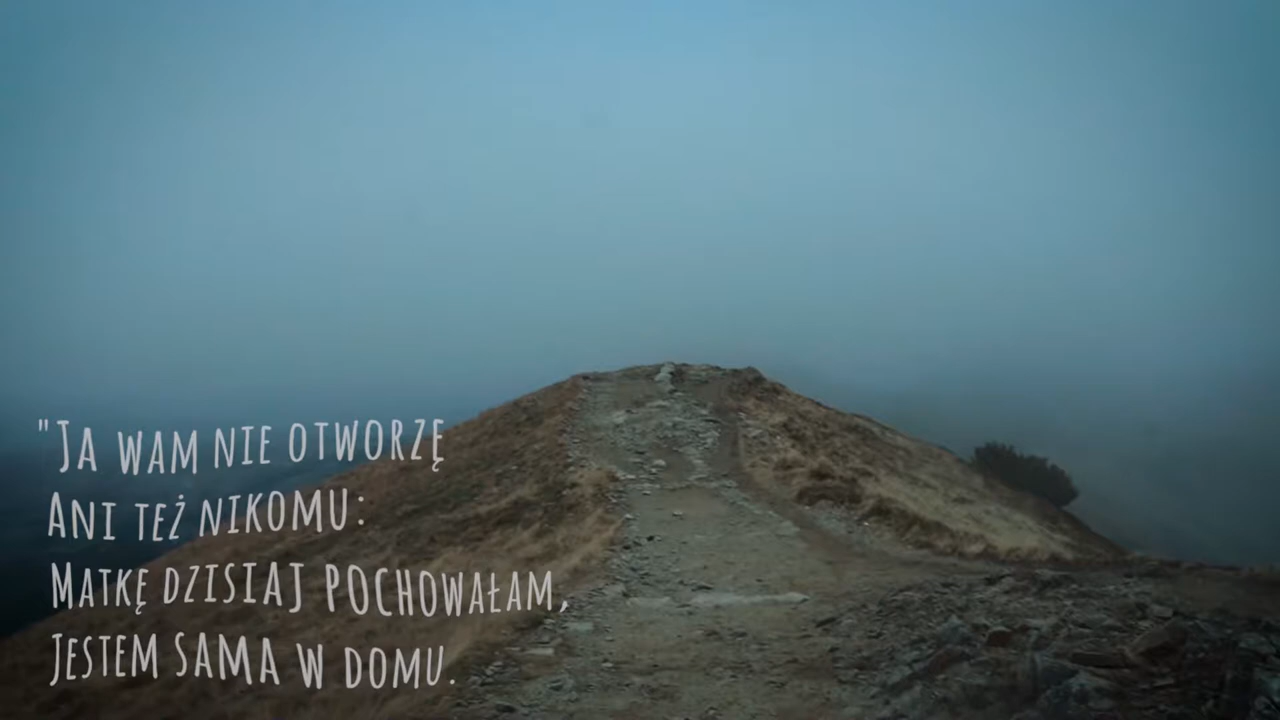 "Ja wam nie otworzę
Ani też nikomu:
Matkę dzisiaj pochowałam,
jestem sama w domu.